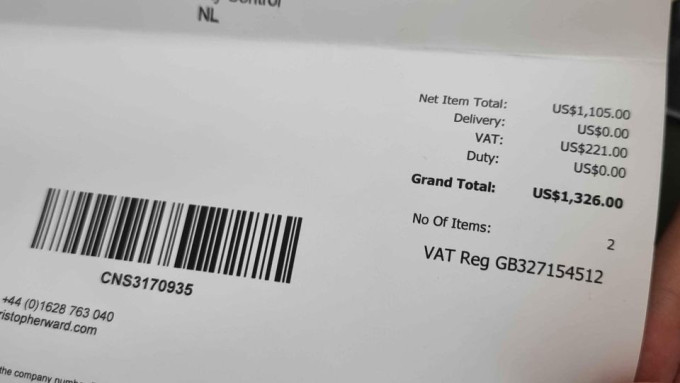 NL
Net Item Total: US$1,105.00
Delivery: US$0.00
VAT: US$221.00
Duty: US$0.00
Grand Total: US$1,326.00
No Of Items: 2
VAT Reg GB327154512
CNS3170935
+44 (0)1628 763 040
ristopherward.com
the company